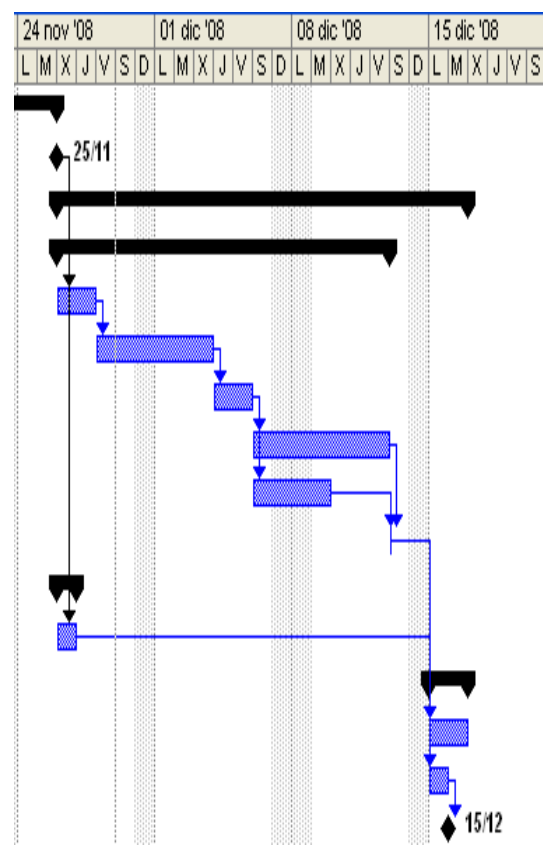 24 nov '08 01 dic '08 08 dic '08 15 dic '08
L M X J V S D L M X J V S D L M X J V S D L M X J V S
25/11
15/12